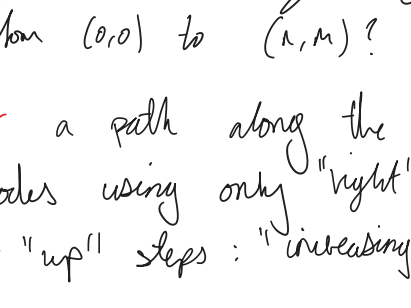 from (0,0) to (n,m)?
a path along the
odes using only "right"
"up" steps : "increasing